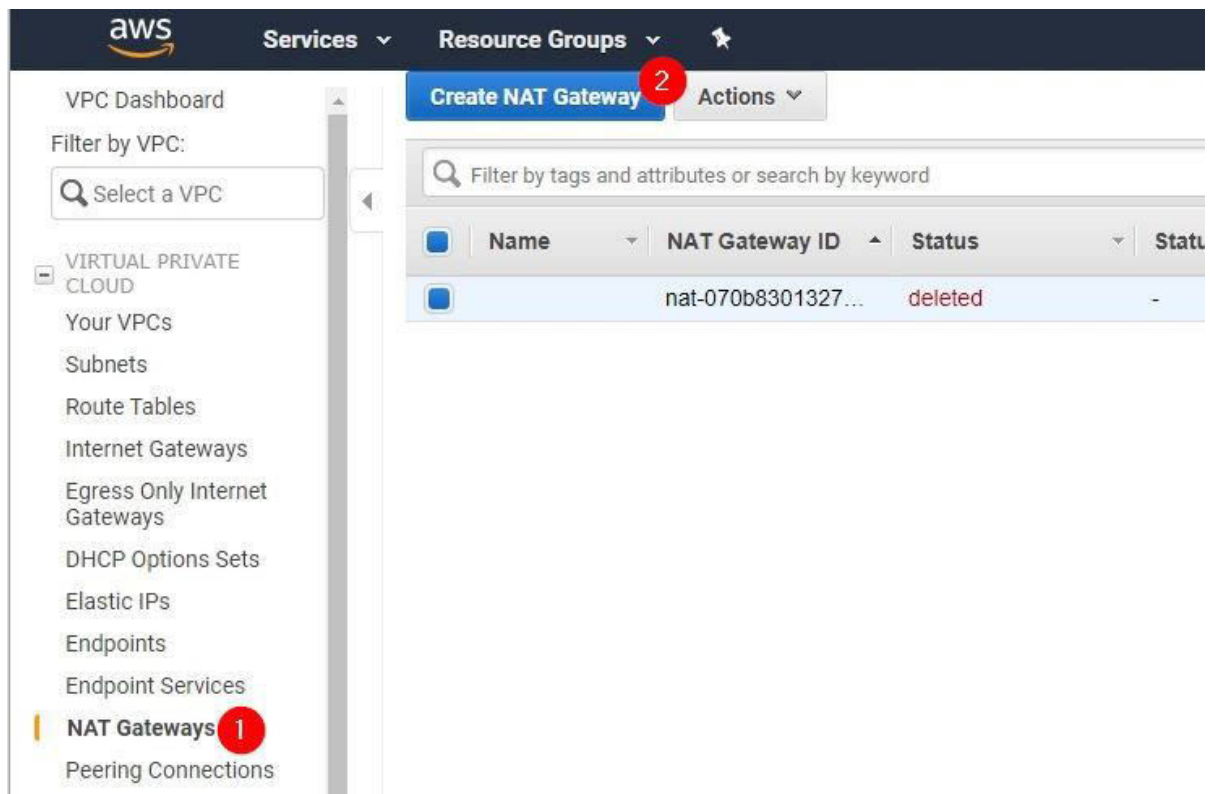 aws Services Resource Groups
VPC Dashboard
Filter by VPC:
Select a VPC
VIRTUAL PRIVATE
CLOUD
Your VPCs
Subnets
Route Tables
Internet Gateways
Egress Only Internet
Gateways
DHCP Options Sets
Elastic IPs
Endpoints
Endpoint Services
NAT Gateways 1
Peering Connections
Create NAT Gateway 2 Actions
Filter by tags and attributes or search by keyword
Name NAT Gateway ID Status Statu
nat-070b8301327... deleted -